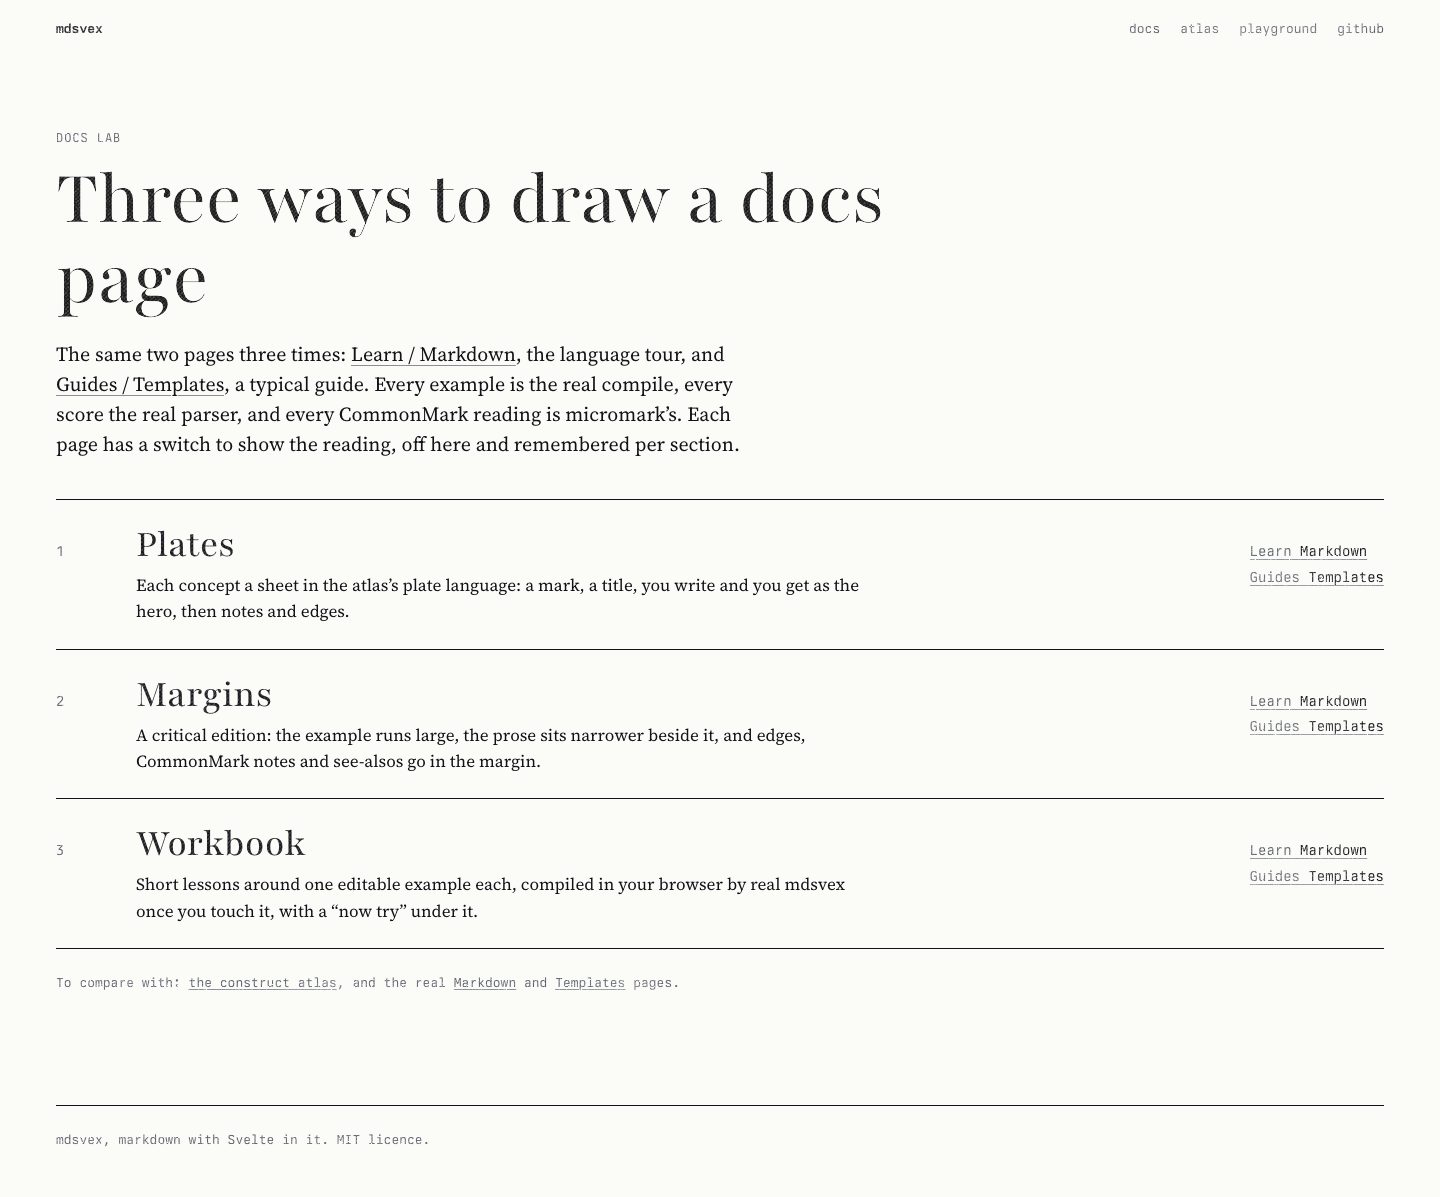 mdsvex
docs atlas playground github
DOCS LAB
Three ways to draw a docs
page
The same two pages three times: Learn / Markdown, the language tour, and
Guides / Templates, a typical guide. Every example is the real compile, every
score the real parser, and every CommonMark reading is micromark’s. Each
page has a switch to show the reading, off here and remembered per section.
1
Plates
Each concept a sheet in the atlas’s plate language: a mark, a title, you write and you get as the
hero, then notes and edges.
Learn Markdown
Guides Templates
2
Margins
A critical edition: the example runs large, the prose sits narrower beside it, and edges,
CommonMark notes and see-alsos go in the margin.
Learn Markdown
Guides Templates
3
Workbook
Short lessons around one editable example each, compiled in your browser by real mdsvex
once you touch it, with a “now try” under it.
Learn Markdown
Guides Templates
To compare with: the construct atlas, and the real Markdown and Templates pages.
mdsvex, markdown with Svelte in it. MIT licence.